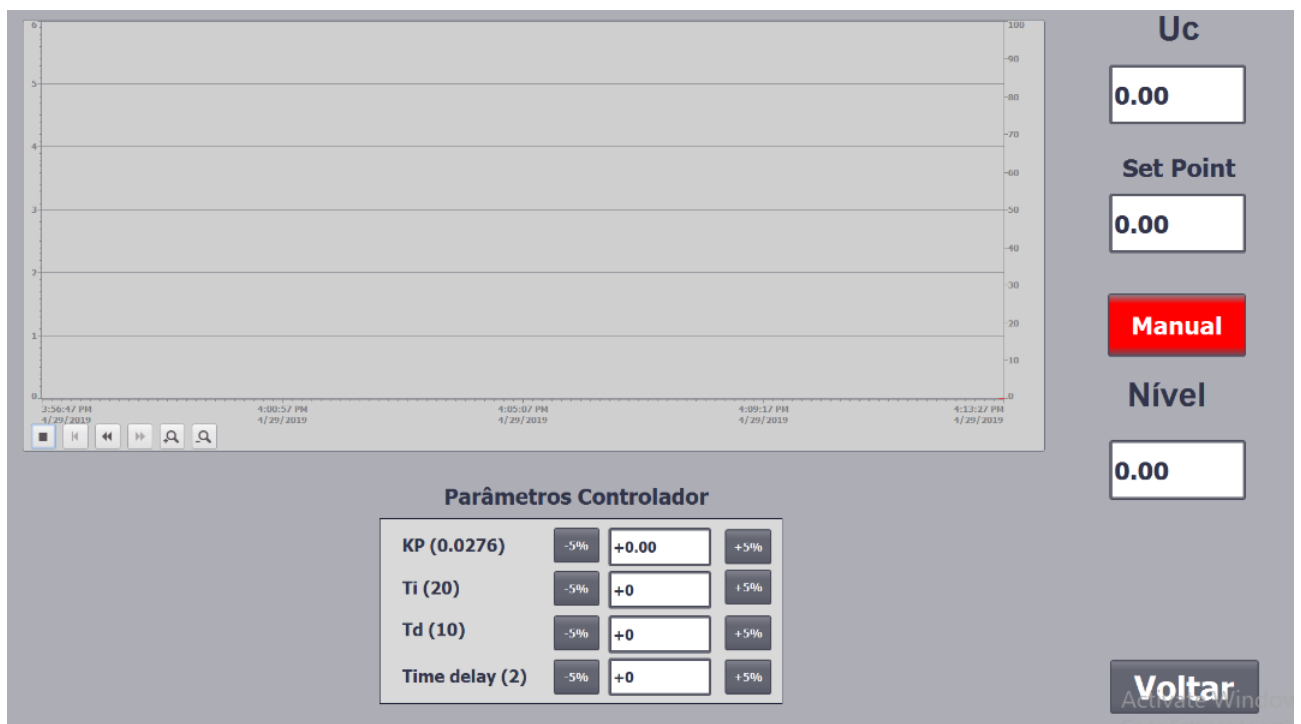 Uc
0.00
Set Point
0.00
Manual
Nível
0.00
6
5
4
3
2
1
0
100
90
80
70
60
50
40
30
20
10
0
3:56:47 PM 4:00:57 PM 4:05:07 PM 4:09:17 PM 4:13:27 PM
4/29/2019 4/29/2019 4/29/2019 4/29/2019 4/29/2019
Parâmetros Controlador
KP (0.0276) -5% +0.00 +5%
Ti (20) -5% +0 +5%
Td (10) -5% +0 +5%
Time delay (2) -5% +0 +5%
Voltar
Activate Window